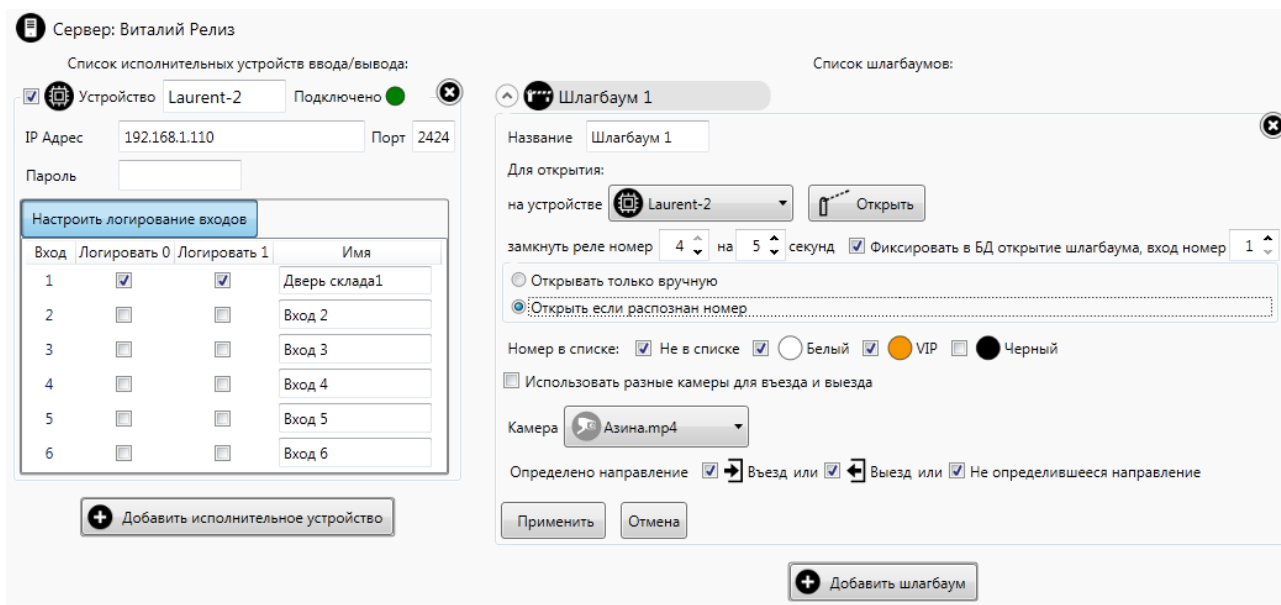 Сервер: Виталий Релиз
Список исполнительных устройств ввода/вывода:
Устройство Laurent-2 Подключено
IP Адрес 192.168.1.110 Порт 2424
Пароль
Настроить логирование входов
Вход Логировать 0 Логировать 1 Имя
1 Дверь склада1
2 Вход 2
3 Вход 3
4 Вход 4
5 Вход 5
6 Вход 6
Добавить исполнительное устройство
Список шлагбаумов:
Шлагбаум 1
Название Шлагбаум 1
Для открытия:
на устройстве Laurent-2 Открыть
замкнуть реле номер 4 на 5 секунд Фиксировать в БД открытие шлагбаума, вход номер 1
Открывать только вручную
Открыть если распознан номер
Номер в списке: Не в списке Белый VIP Черный
Использовать разные камеры для въезда и выезда
Камера Азина.mp4
Определено направление Въезд или Выезд или Не определившееся направление
Применить Отмена
Добавить шлагбаум